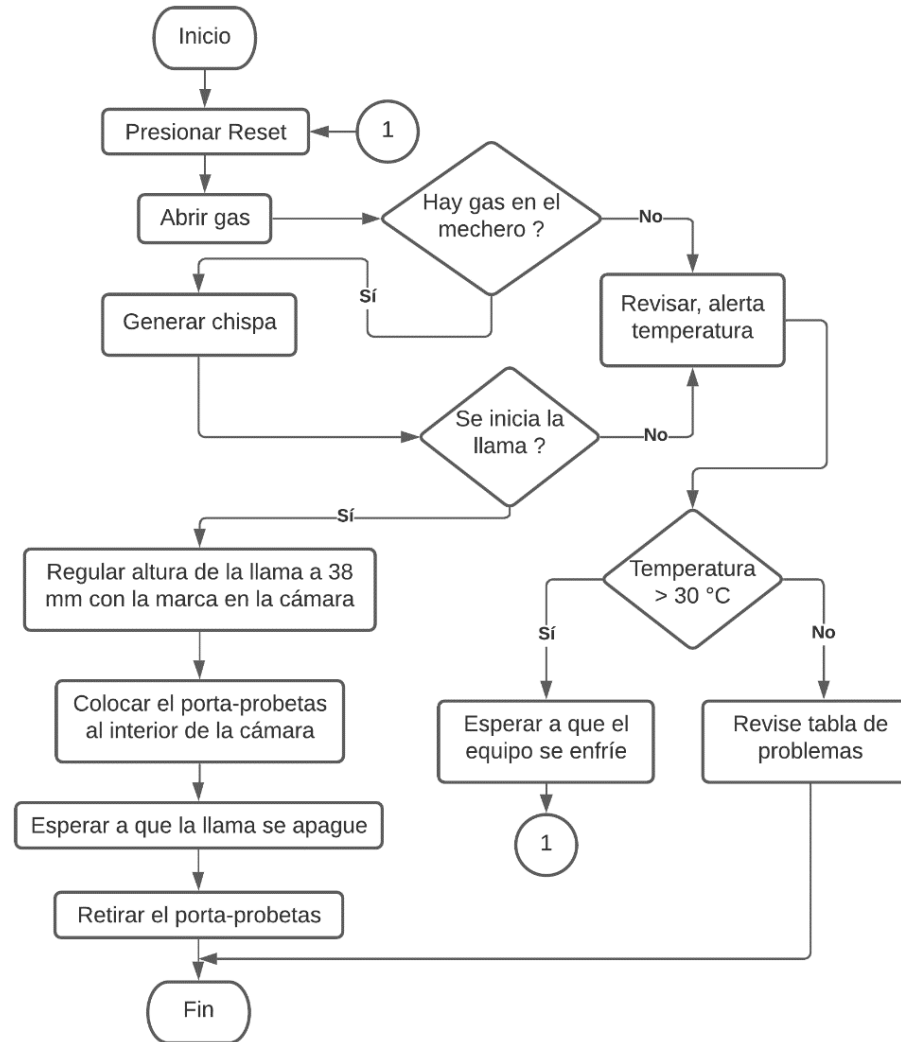 Inicio
Presionar Reset
1
Abrir gas
Hay gas en el
mechero ?
No
Sí
Generar chispa
Revisar, alerta
temperatura
Se inicia la
llama ?
No
Sí
Regular altura de la llama a 38
mm con la marca en la cámara
Temperatura
> 30 °C
Sí
No
Colocar el porta-probetas
al interior de la cámara
Esperar a que el
equipo se enfríe
Revise tabla de
problemas
Esperar a que la llama se apague
1
Retirar el porta-probetas
Fin